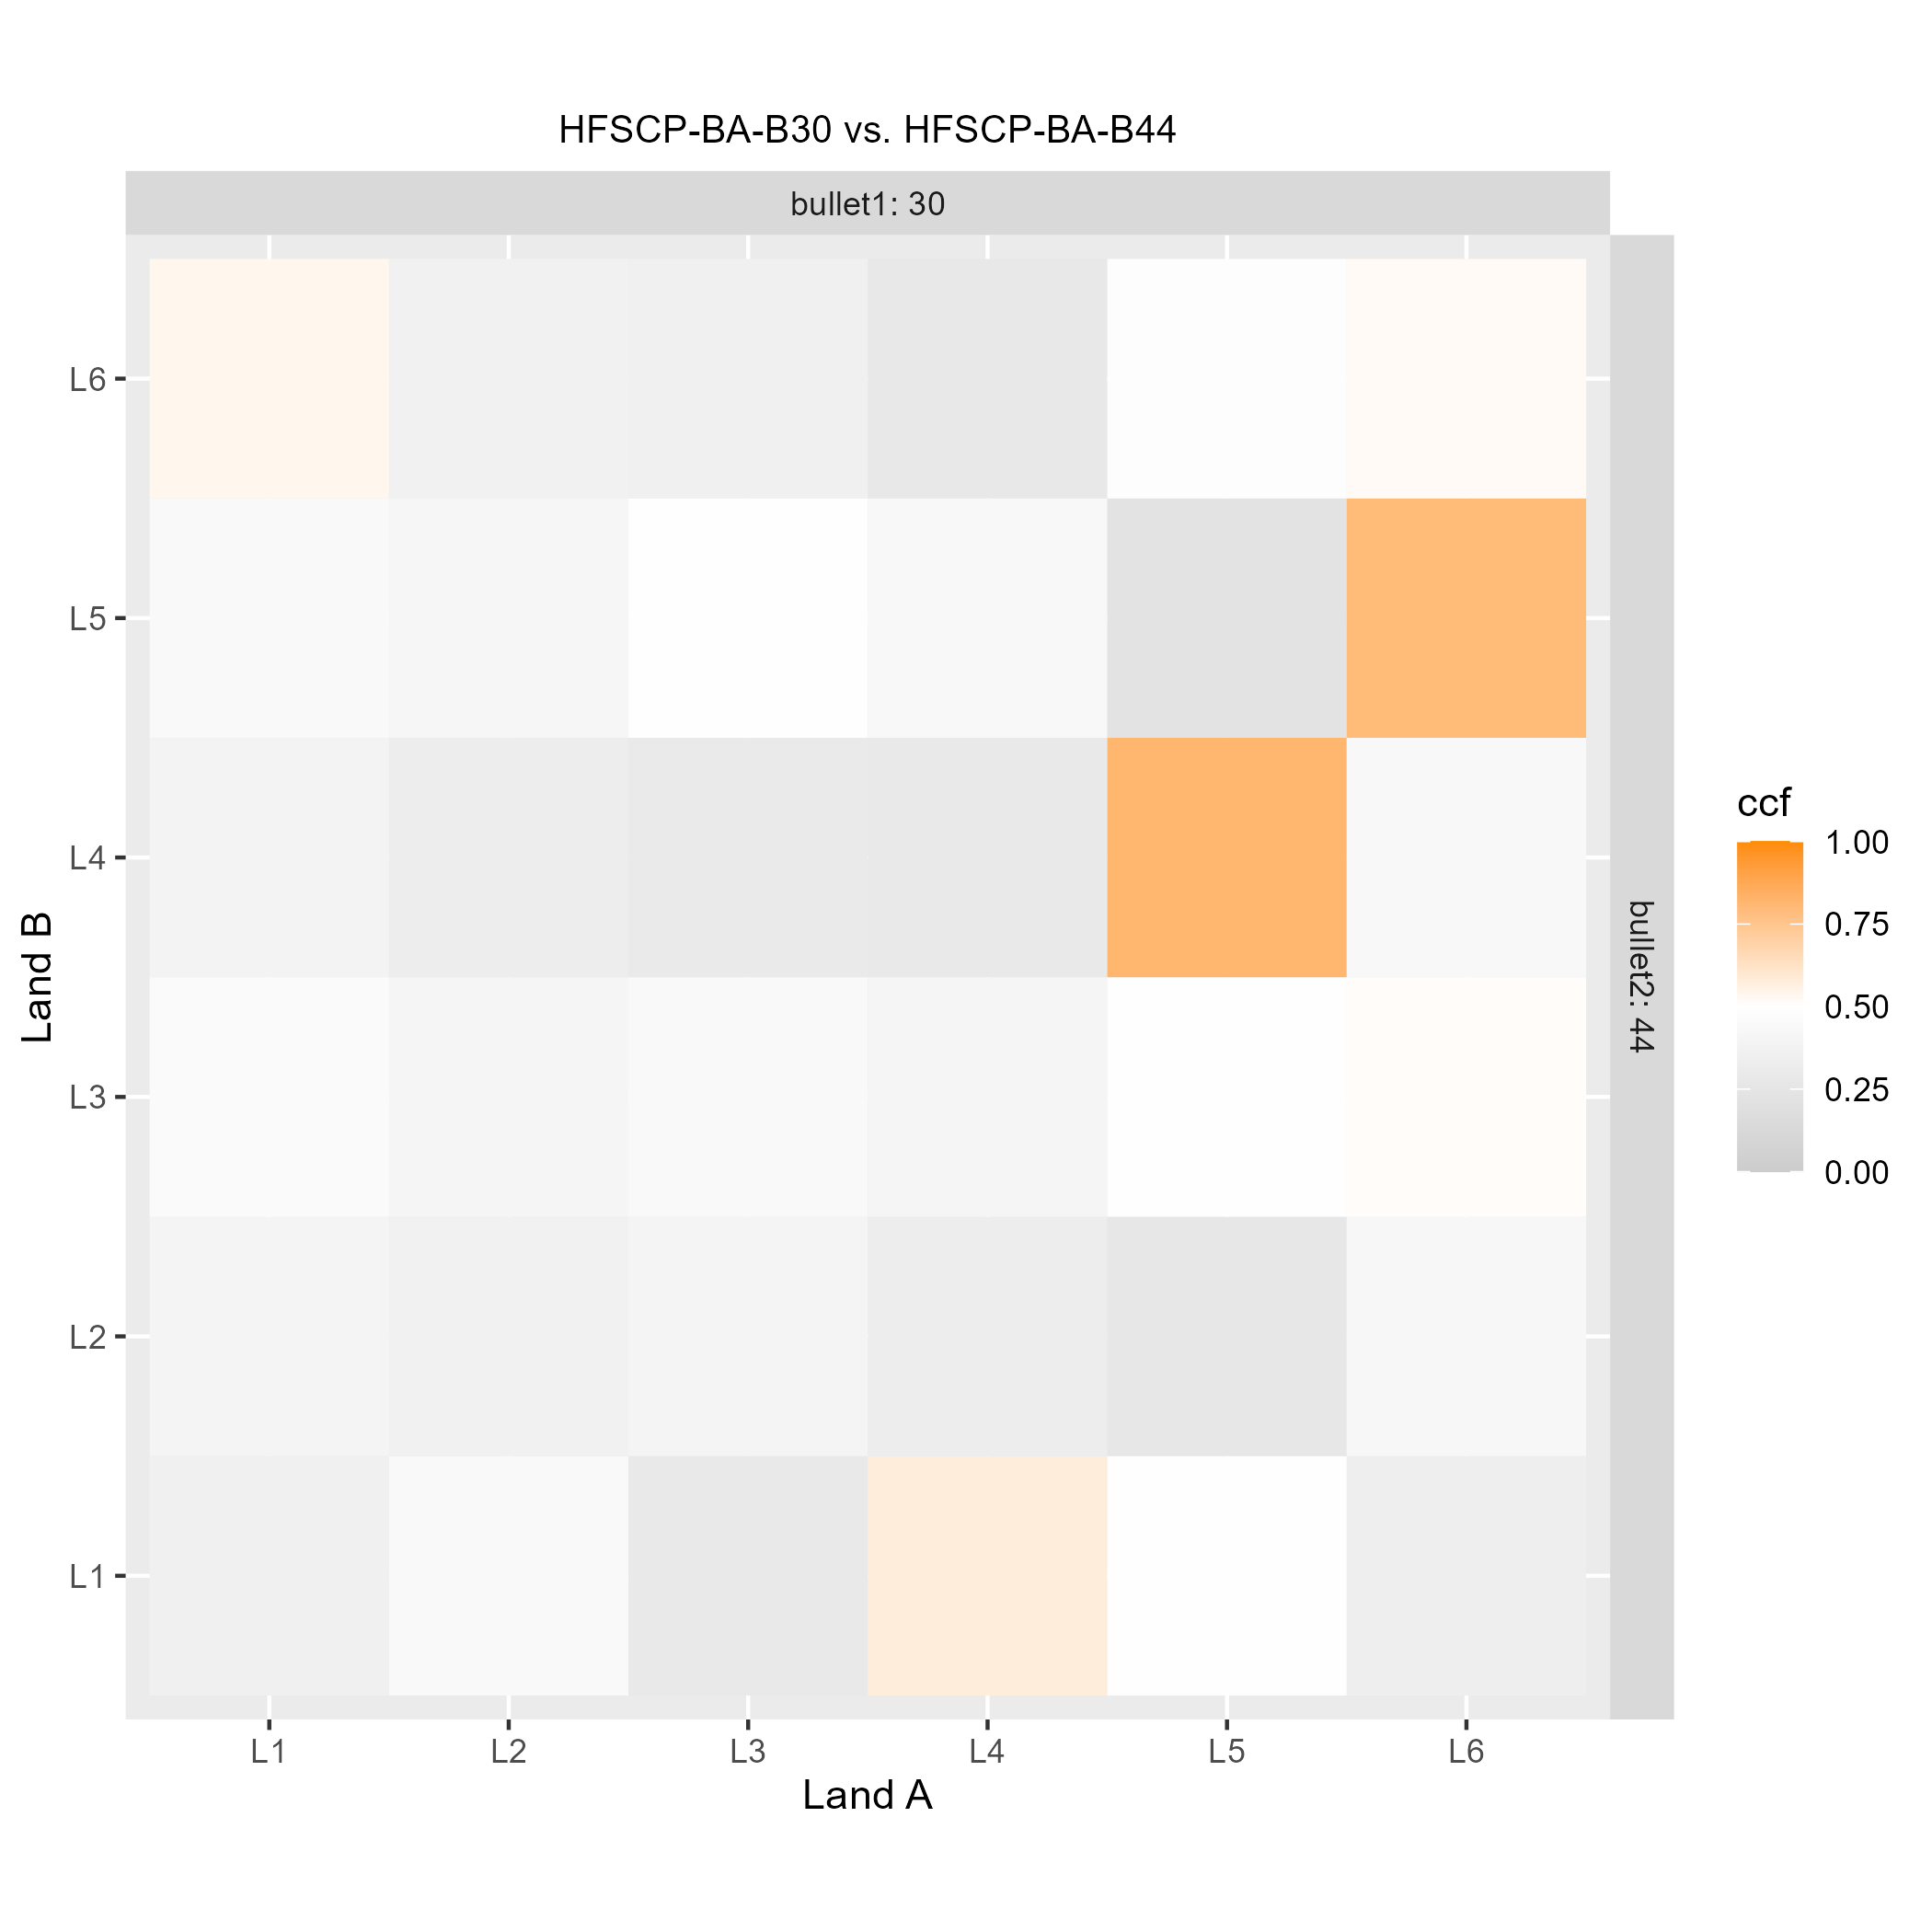 HFSCP-BA-B30 vs. HFSCP-BA-B44
bullet1: 30
L6
L5
L4
L3
L2
L1
Land B
bullet2: 44
ccf
1.00
0.75
0.50
0.25
0.00
L1 L2 L3 L4 L5 L6
Land A